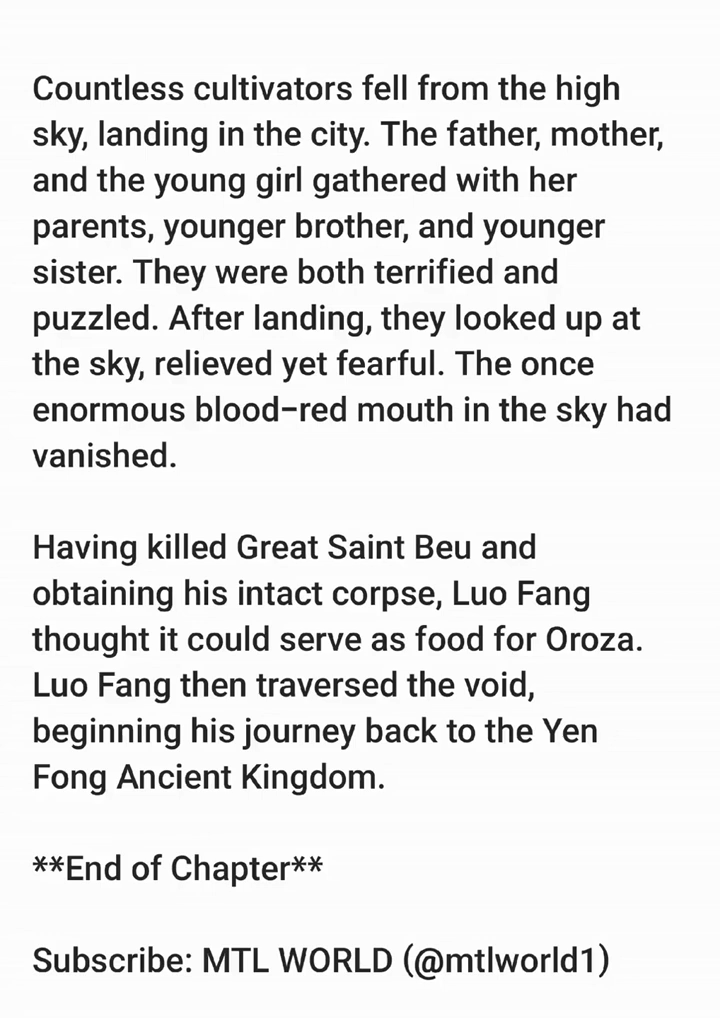 Countless cultivators fell from the high
sky, landing in the city. The father, mother,
and the young girl gathered with her
parents, younger brother, and younger
sister. They were both terrified and
puzzled. After landing, they looked up at
the sky, relieved yet fearful. The once
enormous blood-red mouth in the sky had
vanished.

Having killed Great Saint Beu and
obtaining his intact corpse, Luo Fang
thought it could serve as food for Oroza.
Luo Fang then traversed the void,
beginning his journey back to the Yen
Fong Ancient Kingdom.

**End of Chapter**

Subscribe: MTL WORLD (@mtlworld1)